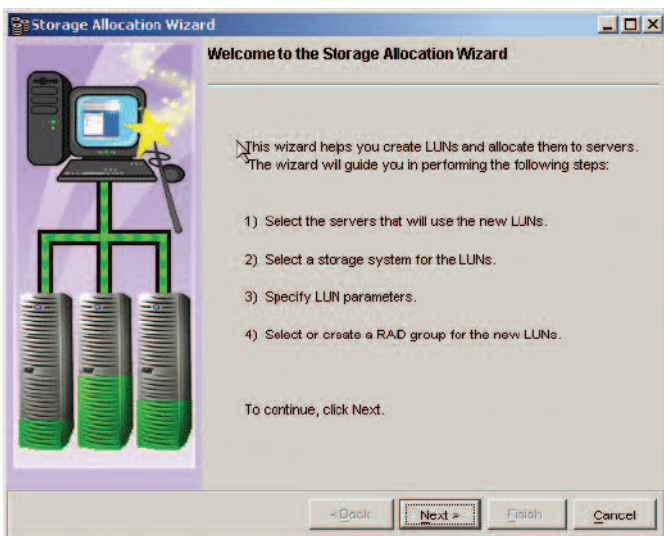 Storage Allocation Wizard
Welcome to the Storage Allocation Wizard
This wizard helps you create LUNs and allocate them to servers.
The wizard will guide you in performing the following steps:
1) Select the servers that will use the new LUNs.
2) Select a storage system for the LUNs.
3) Specify LUN parameters.
4) Select or create a RAID group for the new LUNs.
To continue, click Next.
< Back
Next >
Finish
Cancel